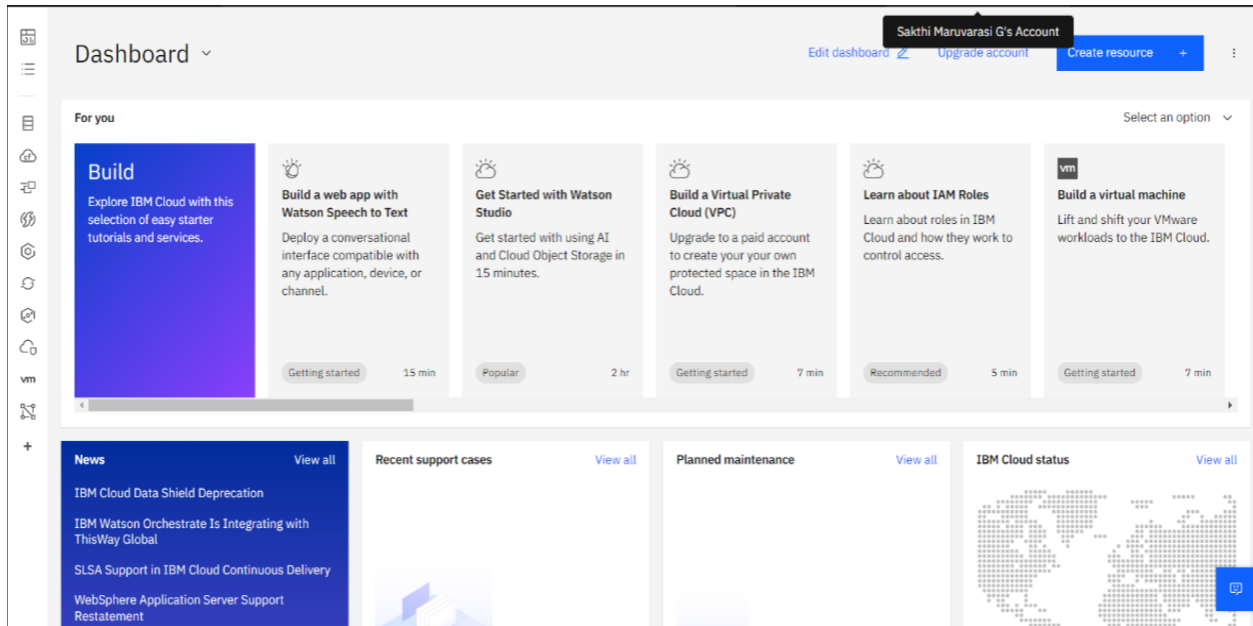 Sakthi Maruvarasi G's Account
Dashboard
Edit dashboard
Upgrade account
Create resource +
For you
Select an option
Build
Explore IBM Cloud with this
selection of easy starter
tutorials and services.
Build a web app with
Watson Speech to Text
Deploy a conversational
interface compatible with
any application, device, or
channel.
Getting started 15 min
Get Started with Watson
Studio
Get started with using AI
and Cloud Object Storage in
15 minutes.
Popular 2 hr
Build a Virtual Private
Cloud (VPC)
Upgrade to a paid account
to create your your own
protected space in the IBM
Cloud.
Getting started 7 min
Learn about IAM Roles
Learn about roles in IBM
Cloud and how they work to
control access.
Recommended 5 min
vm
Build a virtual machine
Lift and shift your VMware
workloads to the IBM Cloud.
Getting started 7 min
vm
News View all
IBM Cloud Data Shield Deprecation
IBM Watson Orchestrate Is Integrating with
ThisWay Global
SLSA Support in IBM Cloud Continuous Delivery
WebSphere Application Server Support
Restatement
Recent support cases View all
Planned maintenance View all
IBM Cloud status View all